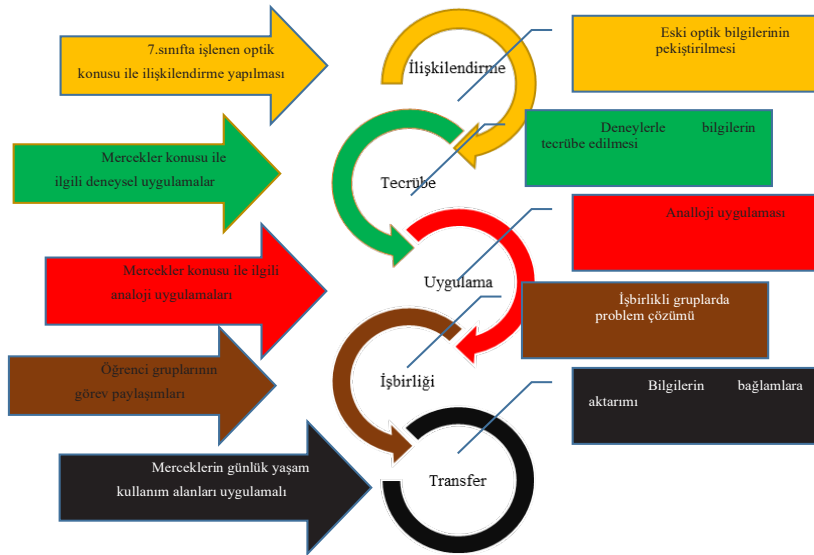 7.sınıfta işlenen optik
konusu ile ilişkilendirme yapılması
İlişkilendirme
Eski optik bilgilerinin
pekiştirilmesi
Mercekler konusu ile
ilgili deneysel uygulamalar
Tecrübe
Deneylerle bilgilerin
tecrübe edilmesi
Mercekler konusu ile ilgili
analoji uygulamaları
Uygulama
Analloji uygulaması
Öğrenci gruplarının
görev paylaşımları
İşbirliği
İşbirlikli gruplarda
problem çözümü
Merceklerin günlük yaşam
kullanım alanları uygulamalı
Transfer
Bilgilerin bağlamlara
aktarımı